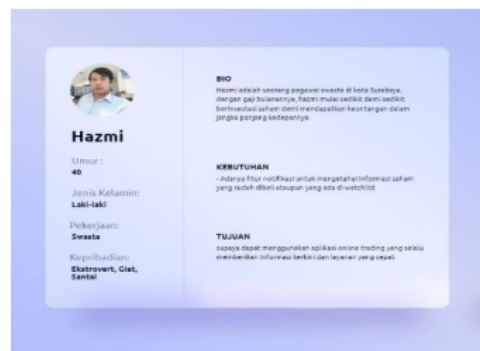 Hazmi
Umur :
40
Jenis Kelamin:
Laki-laki
Pekerjaan:
Swasta
Kepribadian:
Ekstrovert, Giat,
Santai
BIO
Hazmi adalah seorang pegawai swasta di kota Surabaya.
dengan gaji bulanannya, hazmi mulai sedikit demi sedikit
berinvestasi saham demi mendapatkan keuntangan dalam
jangka panjang kedepannya.
KEBUTUHAN
- Adanya fitur notifikasi untuk mengetahui informasi saham
yang sudah dibeli ataupun yang ada di watchlist
TUJUAN
supaya dapat menggunakan aplikasi online trading yang selalu
memberikan informasi terkini dan layanan yang cepat.